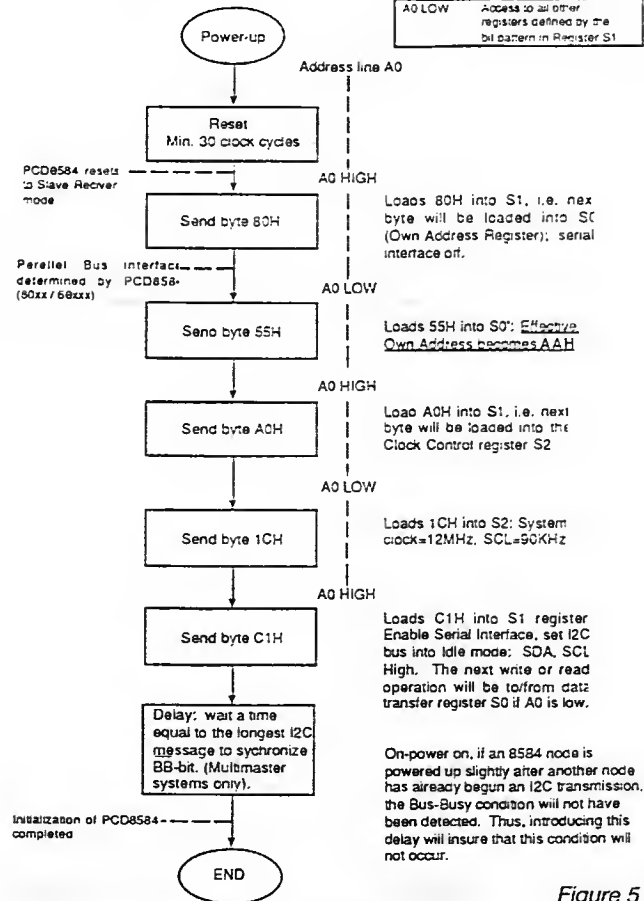 A0 LOW Access to all other
registers defined by the
bit pattern in Register S1
Power-up
Address line A0
Reset
Min. 30 clock cycles
PCD8584 resets
to Slave Reciver
mode
A0 HIGH
Send byte 80H
Loads 80H into S1, i.e. nex
byte will be loaded into S0
(Own Address Register); serial
interface off.
Perellel Bus Interface
determined by PCD858
(80xx / 68xxx)
A0 LOW
Send byte 55H
Loads 55H into S0': Effective
Own Address becomes AAH
A0 HIGH
Send byte A0H
Load A0H into S1, i.e. next
byte will be loaded into the
Clock Control register S2
A0 LOW
Send byte 1CH
Loads 1CH into S2: System
clock=12MHz, SCL=90KHz
A0 HIGH
Send byte C1H
Loads C1H into S1 register
Enable Serial Interface, set I2C
bus into Idle mode; SDA, SCL
High. The next write or read
operation will be to/from data
transfer register S0 if A0 is low.
Delay: wait a time
equal to the longest I2C
message to sychronize
BB-bit. (Multimaster
systems only).
On-power on, if an 8584 node is
powered up slightly after another node
has already begun an I2C transmission,
the Bus-Busy condition will not have
been detected. Thus, introducing this
delay will insure that this condition will
not occur.
Initialization of PCD8584
completed
END
Figure 5